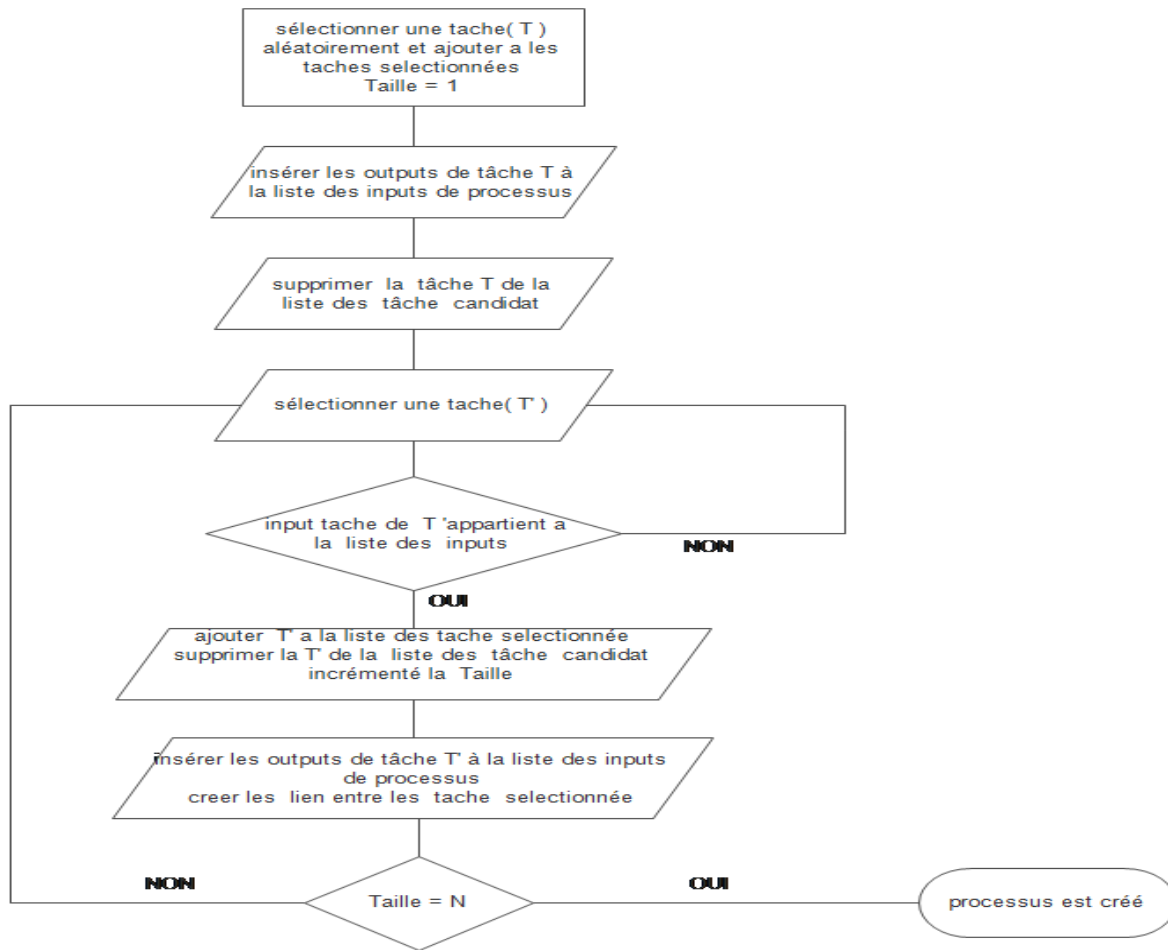 sélectionner une tache( T )
aléatoirement et ajouter a les
taches selectionnées
Taille = 1
insérer les outputs de tâche T à
la liste des inputs de processus
supprimer la tâche T de la
liste des tâche candidat
sélectionner une tache( T' )
input tache de T 'appartient a
la liste des inputs
NON
OUI
ajouter T' a la liste des tache selectionnée
supprimer la T' de la liste des tâche candidat
incrémenté la Taille
insérer les outputs de tâche T' à la liste des inputs
de processus
creer les lien entre les tache selectionnée
NON
Taille = N
OUI
processus est créé